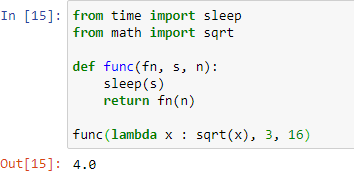 In [15]: from time import sleep
from math import sqrt
def func(fn, s, n):
    sleep(s)
    return fn(n)
func(lambda x : sqrt(x), 3, 16)
Out[15]: 4.0